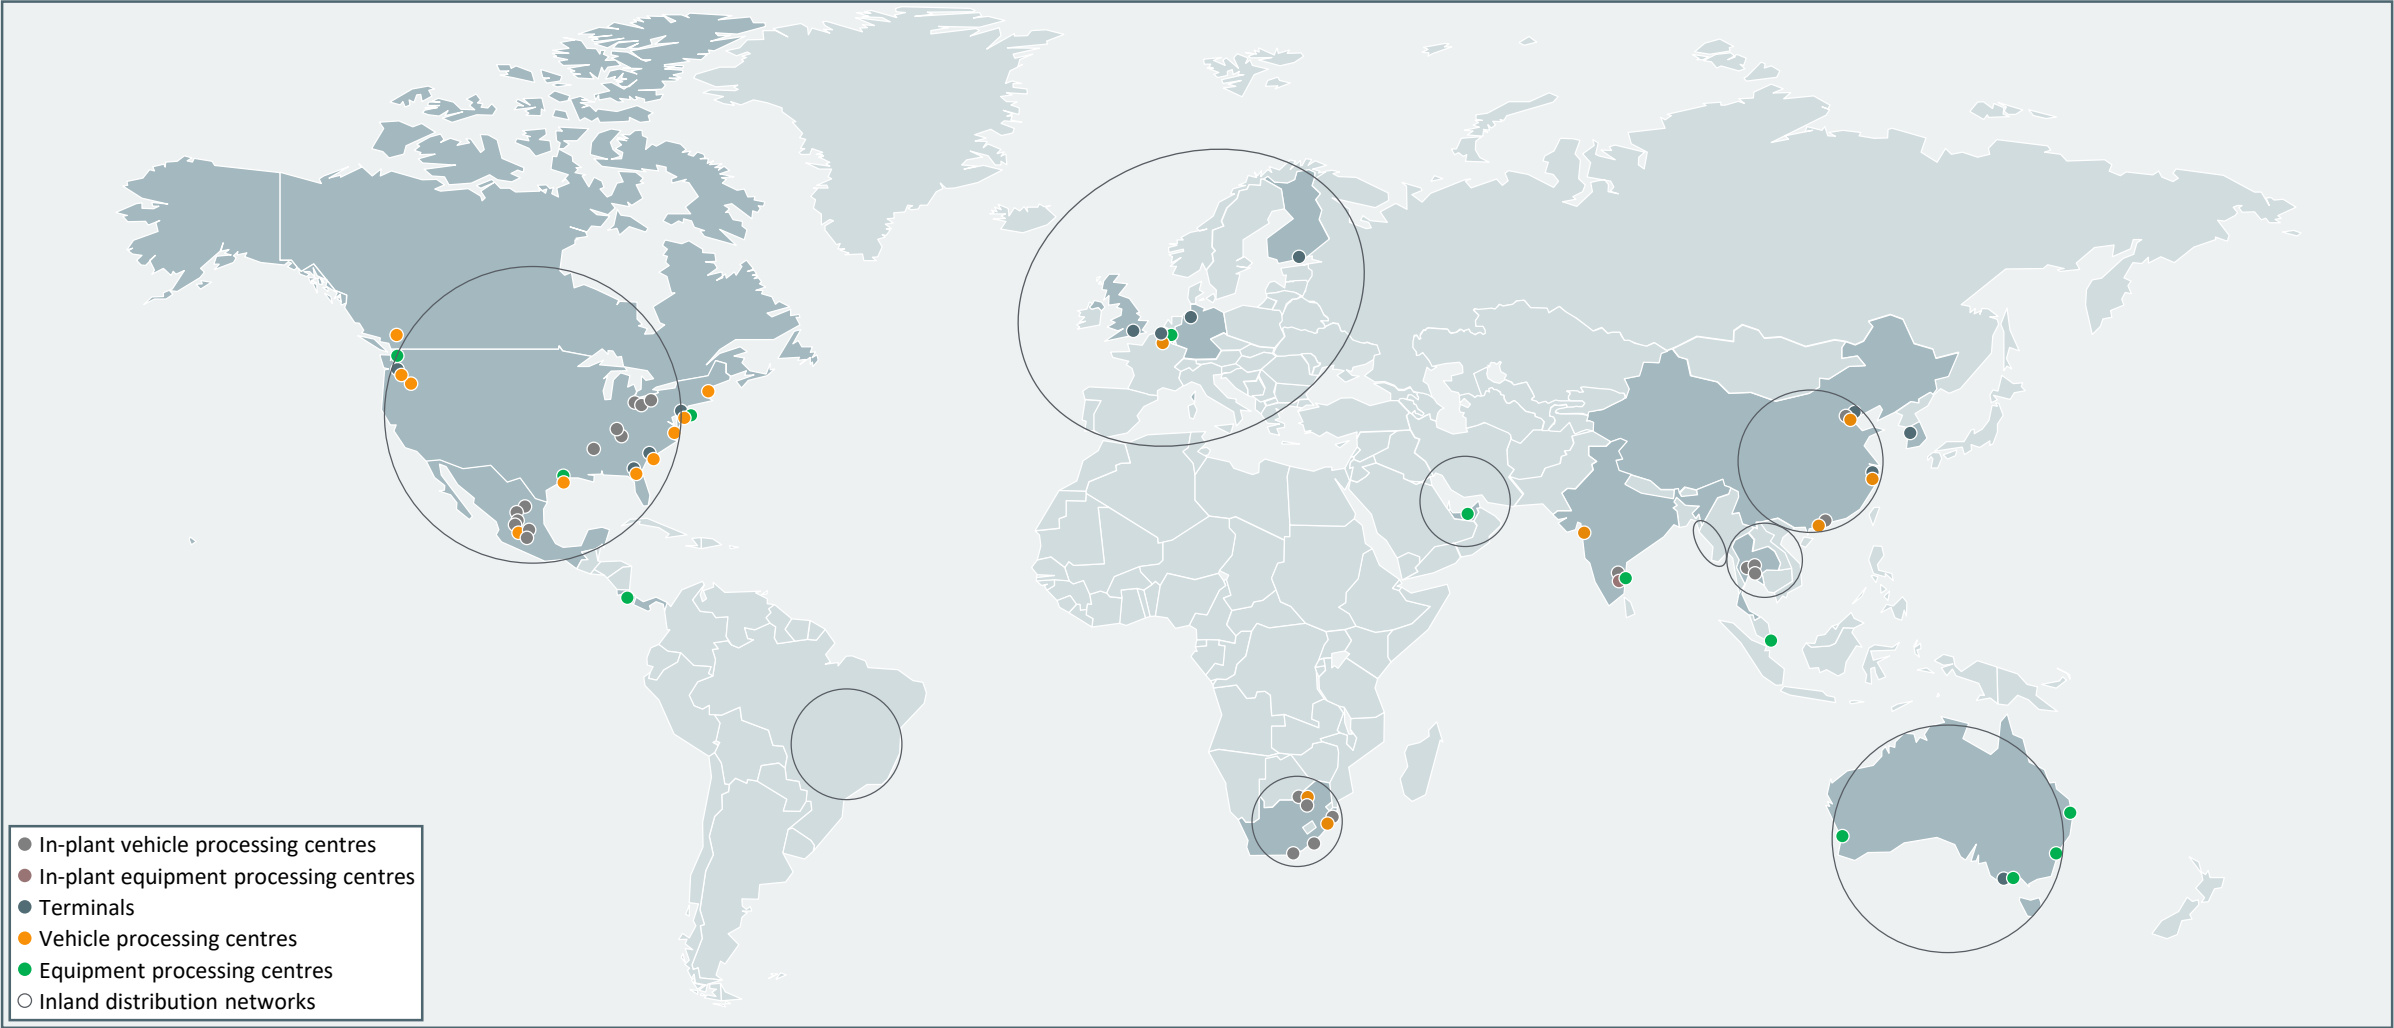 In-plant vehicle processing centres
In-plant equipment processing centres
Terminals
Vehicle processing centres
Equipment processing centres
Inland distribution networks